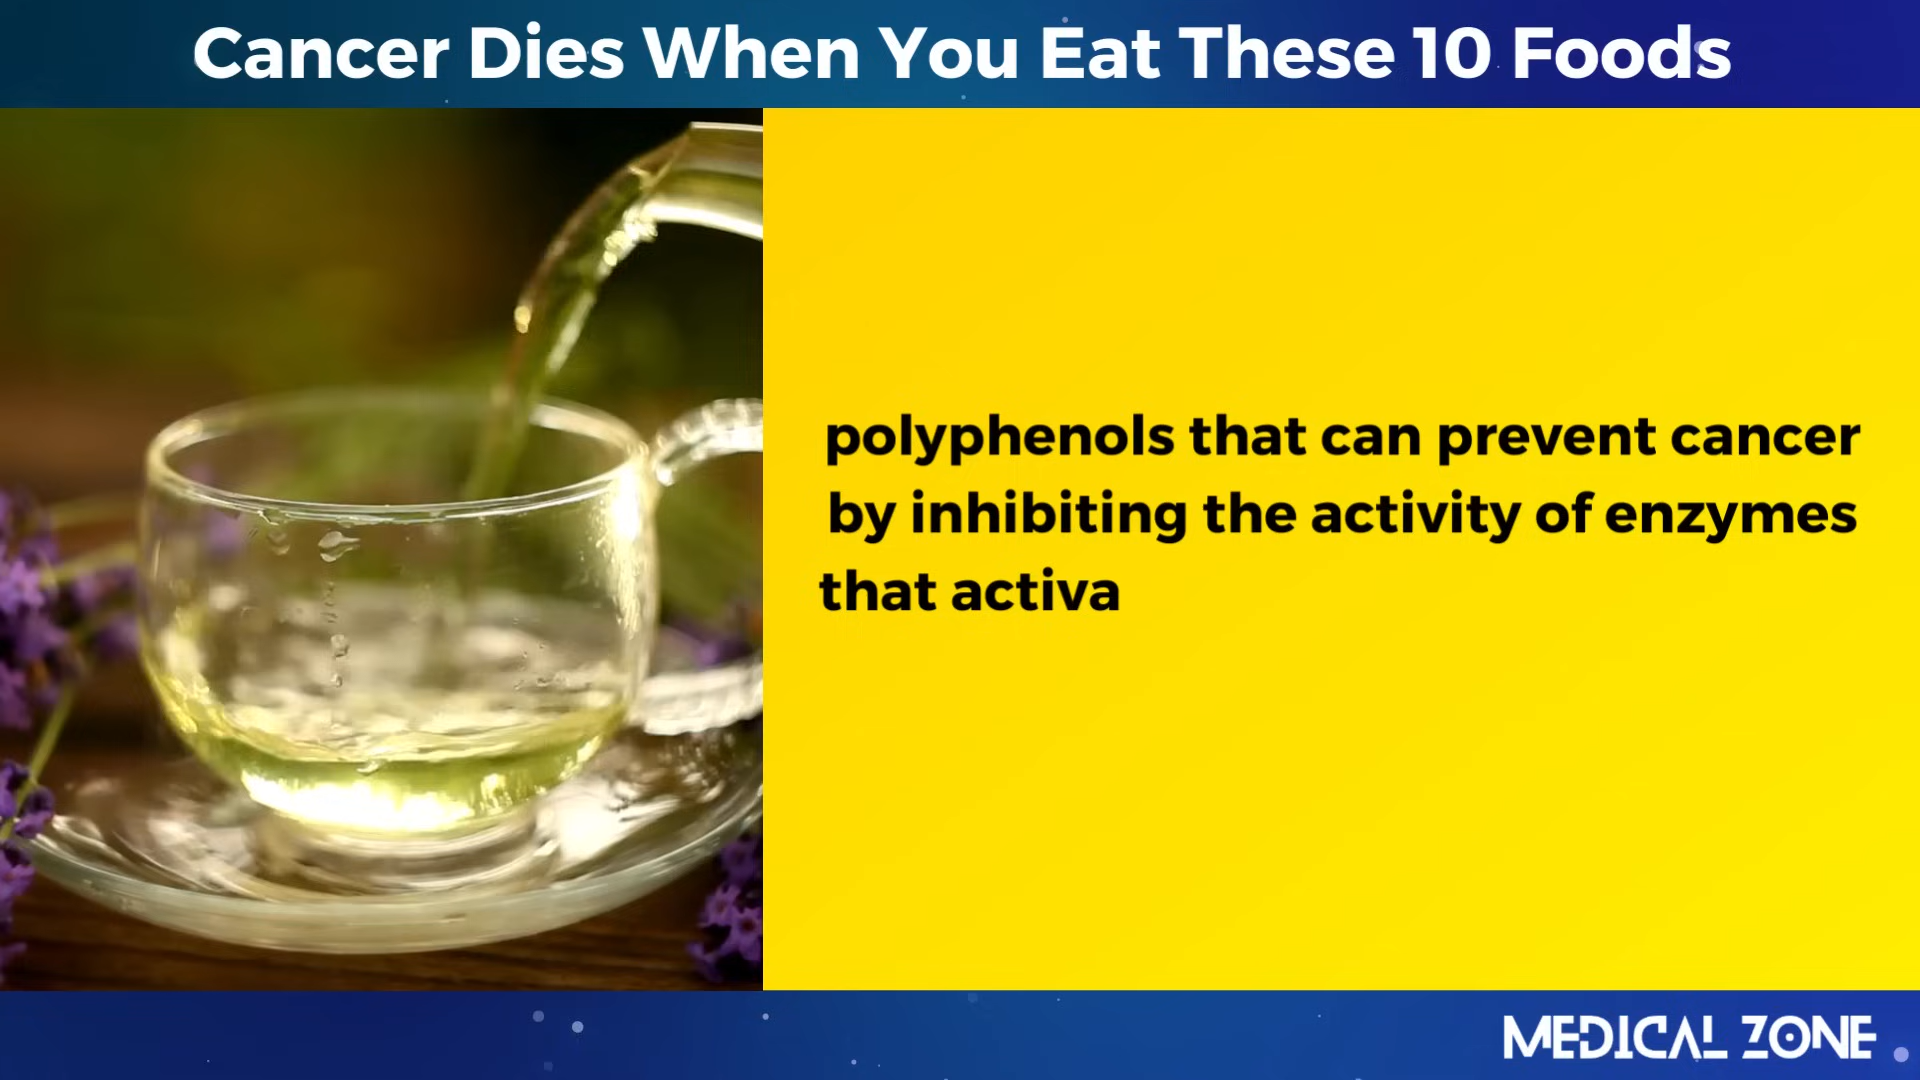 Cancer Dies When You Eat These 10 Foods
polyphenols that can prevent cancer
by inhibiting the activity of enzymes
that activa
MEDICAL ZONE